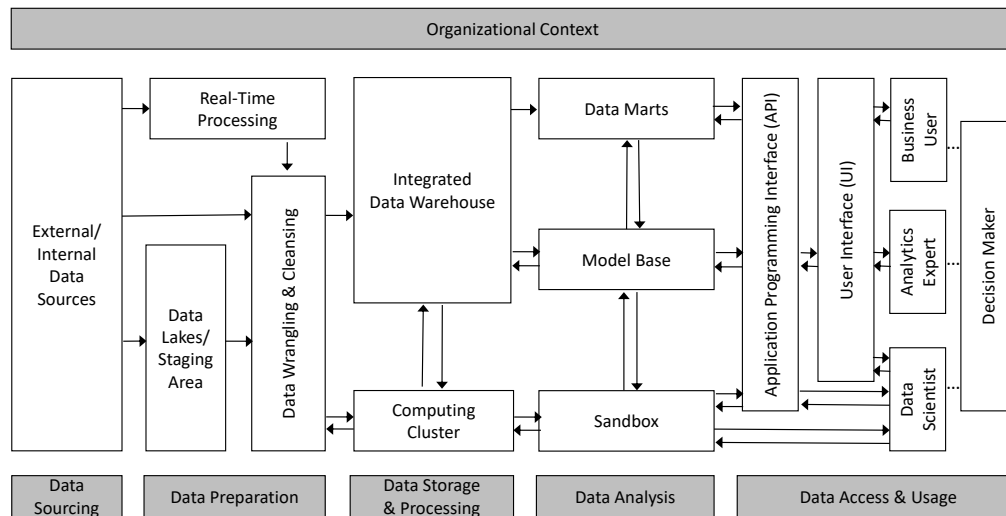 Organizational Context
External/
Internal
Data
Sources
Real-Time
Processing
Data
Lakes/
Staging
Area
Data Wrangling & Cleansing
Integrated
Data Warehouse
Computing
Cluster
Data Marts
Model Base
Sandbox
Application Programming Interface (API)
User Interface (UI)
Business
User
...
Analytics
Expert
...
Data
Scientist
...
Decision Maker
Data
Sourcing
Data Preparation
Data Storage
& Processing
Data Analysis
Data Access & Usage